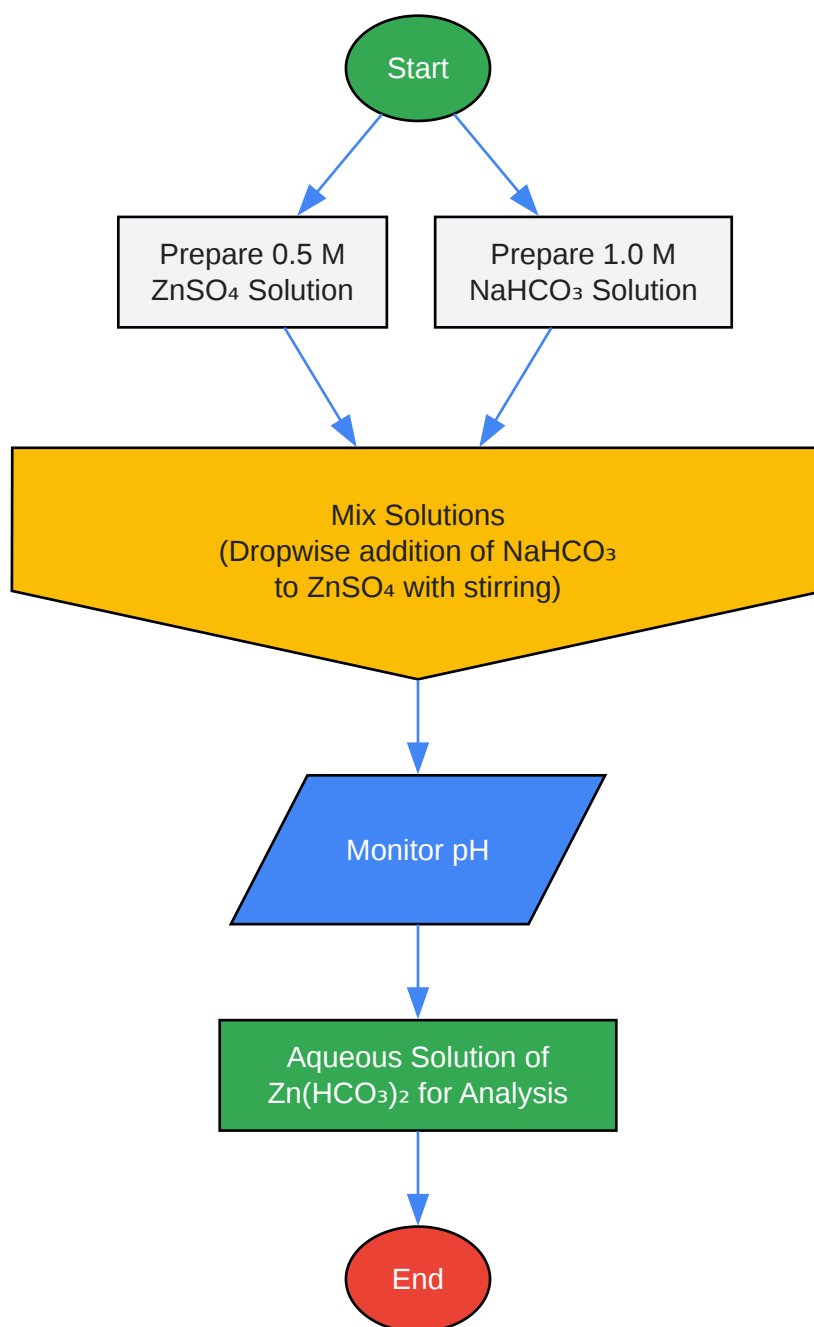 Start
Prepare 0.5 M
ZnSO₄ Solution
Prepare 1.0 M
NaHCO₃ Solution
Mix Solutions
(Dropwise addition of NaHCO₃
to ZnSO₄ with stirring)
Monitor pH
Aqueous Solution of
Zn(HCO₃)₂ for Analysis
End